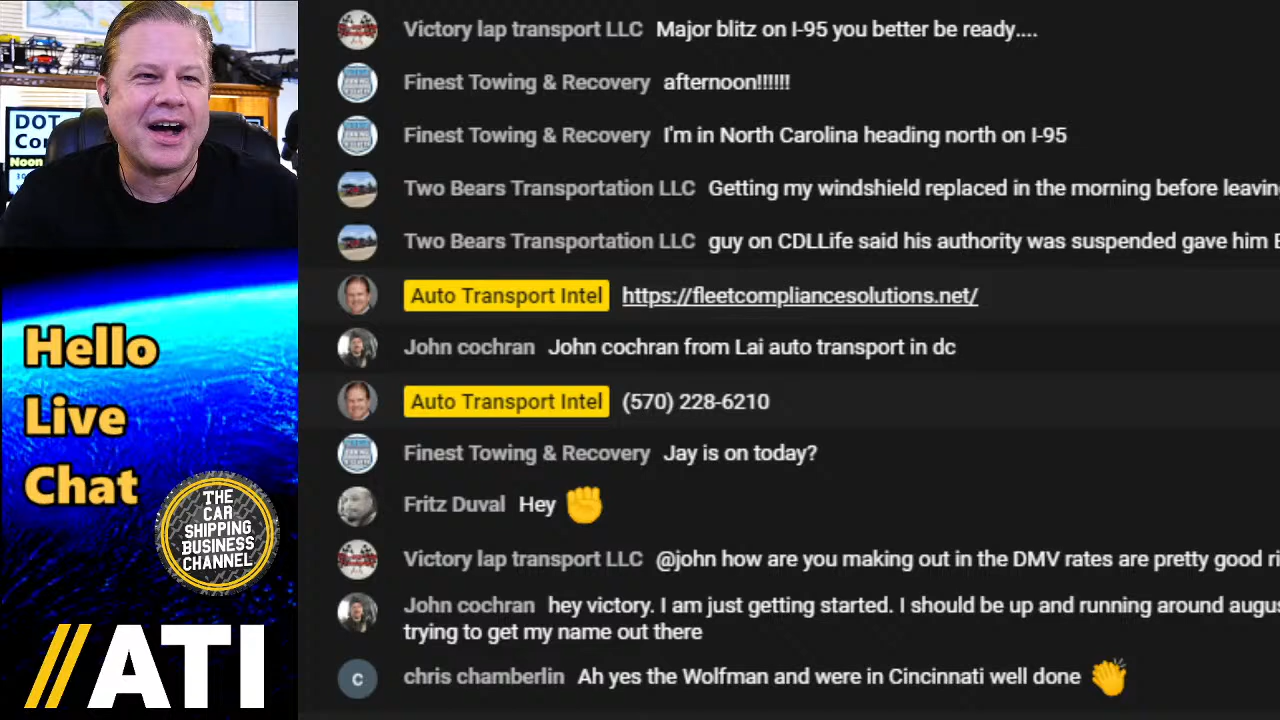 DOT
Noon
Hello
Live
Chat
THE
CAR
SHIPPING
BUSINESS
CHANNEL
//ATI
Victory lap transport LLC Major blitz on I-95 you better be ready....
Finest Towing & Recovery afternoon!!!!!!
Finest Towing & Recovery I'm in North Carolina heading north on I-95
Two Bears Transportation LLC Getting my windshield replaced in the morning before
Two Bears Transportation LLC guy on CDLLife said his authority was suspended gave him
Auto Transport Intel https://fleetcompliancesolutions.net/
John cochran John cochran from Lai auto transport in dc
Auto Transport Intel (570) 228-6210
Finest Towing & Recovery Jay is on today?
Fritz Duval Hey ✊
Victory lap transport LLC @john how are you making out in the DMV rates are pretty good
John cochran hey victory. I am just getting started. I should be up and running around
trying to get my name out there
C chris chamberlin Ah yes the Wolfman and were in Cincinnati well done 👏